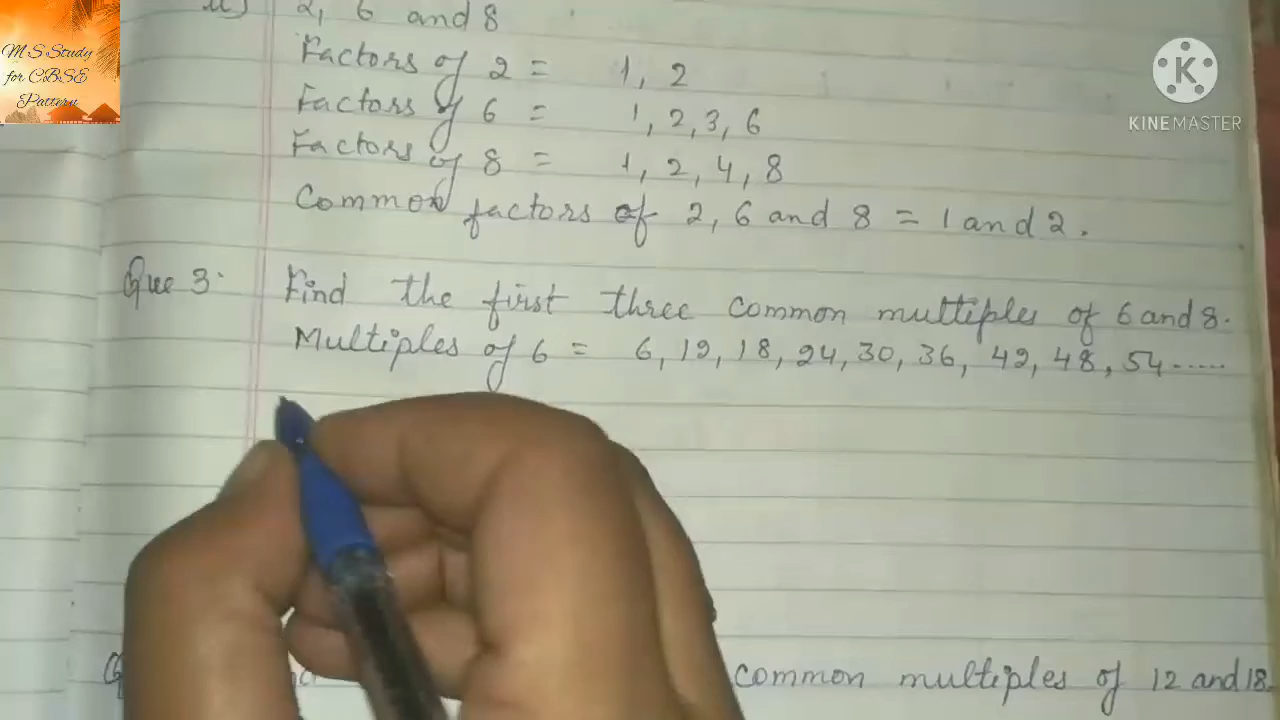 MS Study
for CBSE
Pattern
KINEMASTER
2, 6 and 8
Factors of 2 = 1, 2
Factors of 6 = 1, 2, 3, 6
Factors of 8 = 1, 2, 4, 8
Common factors of 2, 6 and 8 = 1 and 2.
Que 3. Find the first three common multiples of 6 and 8.
Multiples of 6 = 6, 12, 18, 24, 30, 36, 42, 48, 54.....
common multiples of 12 and 18